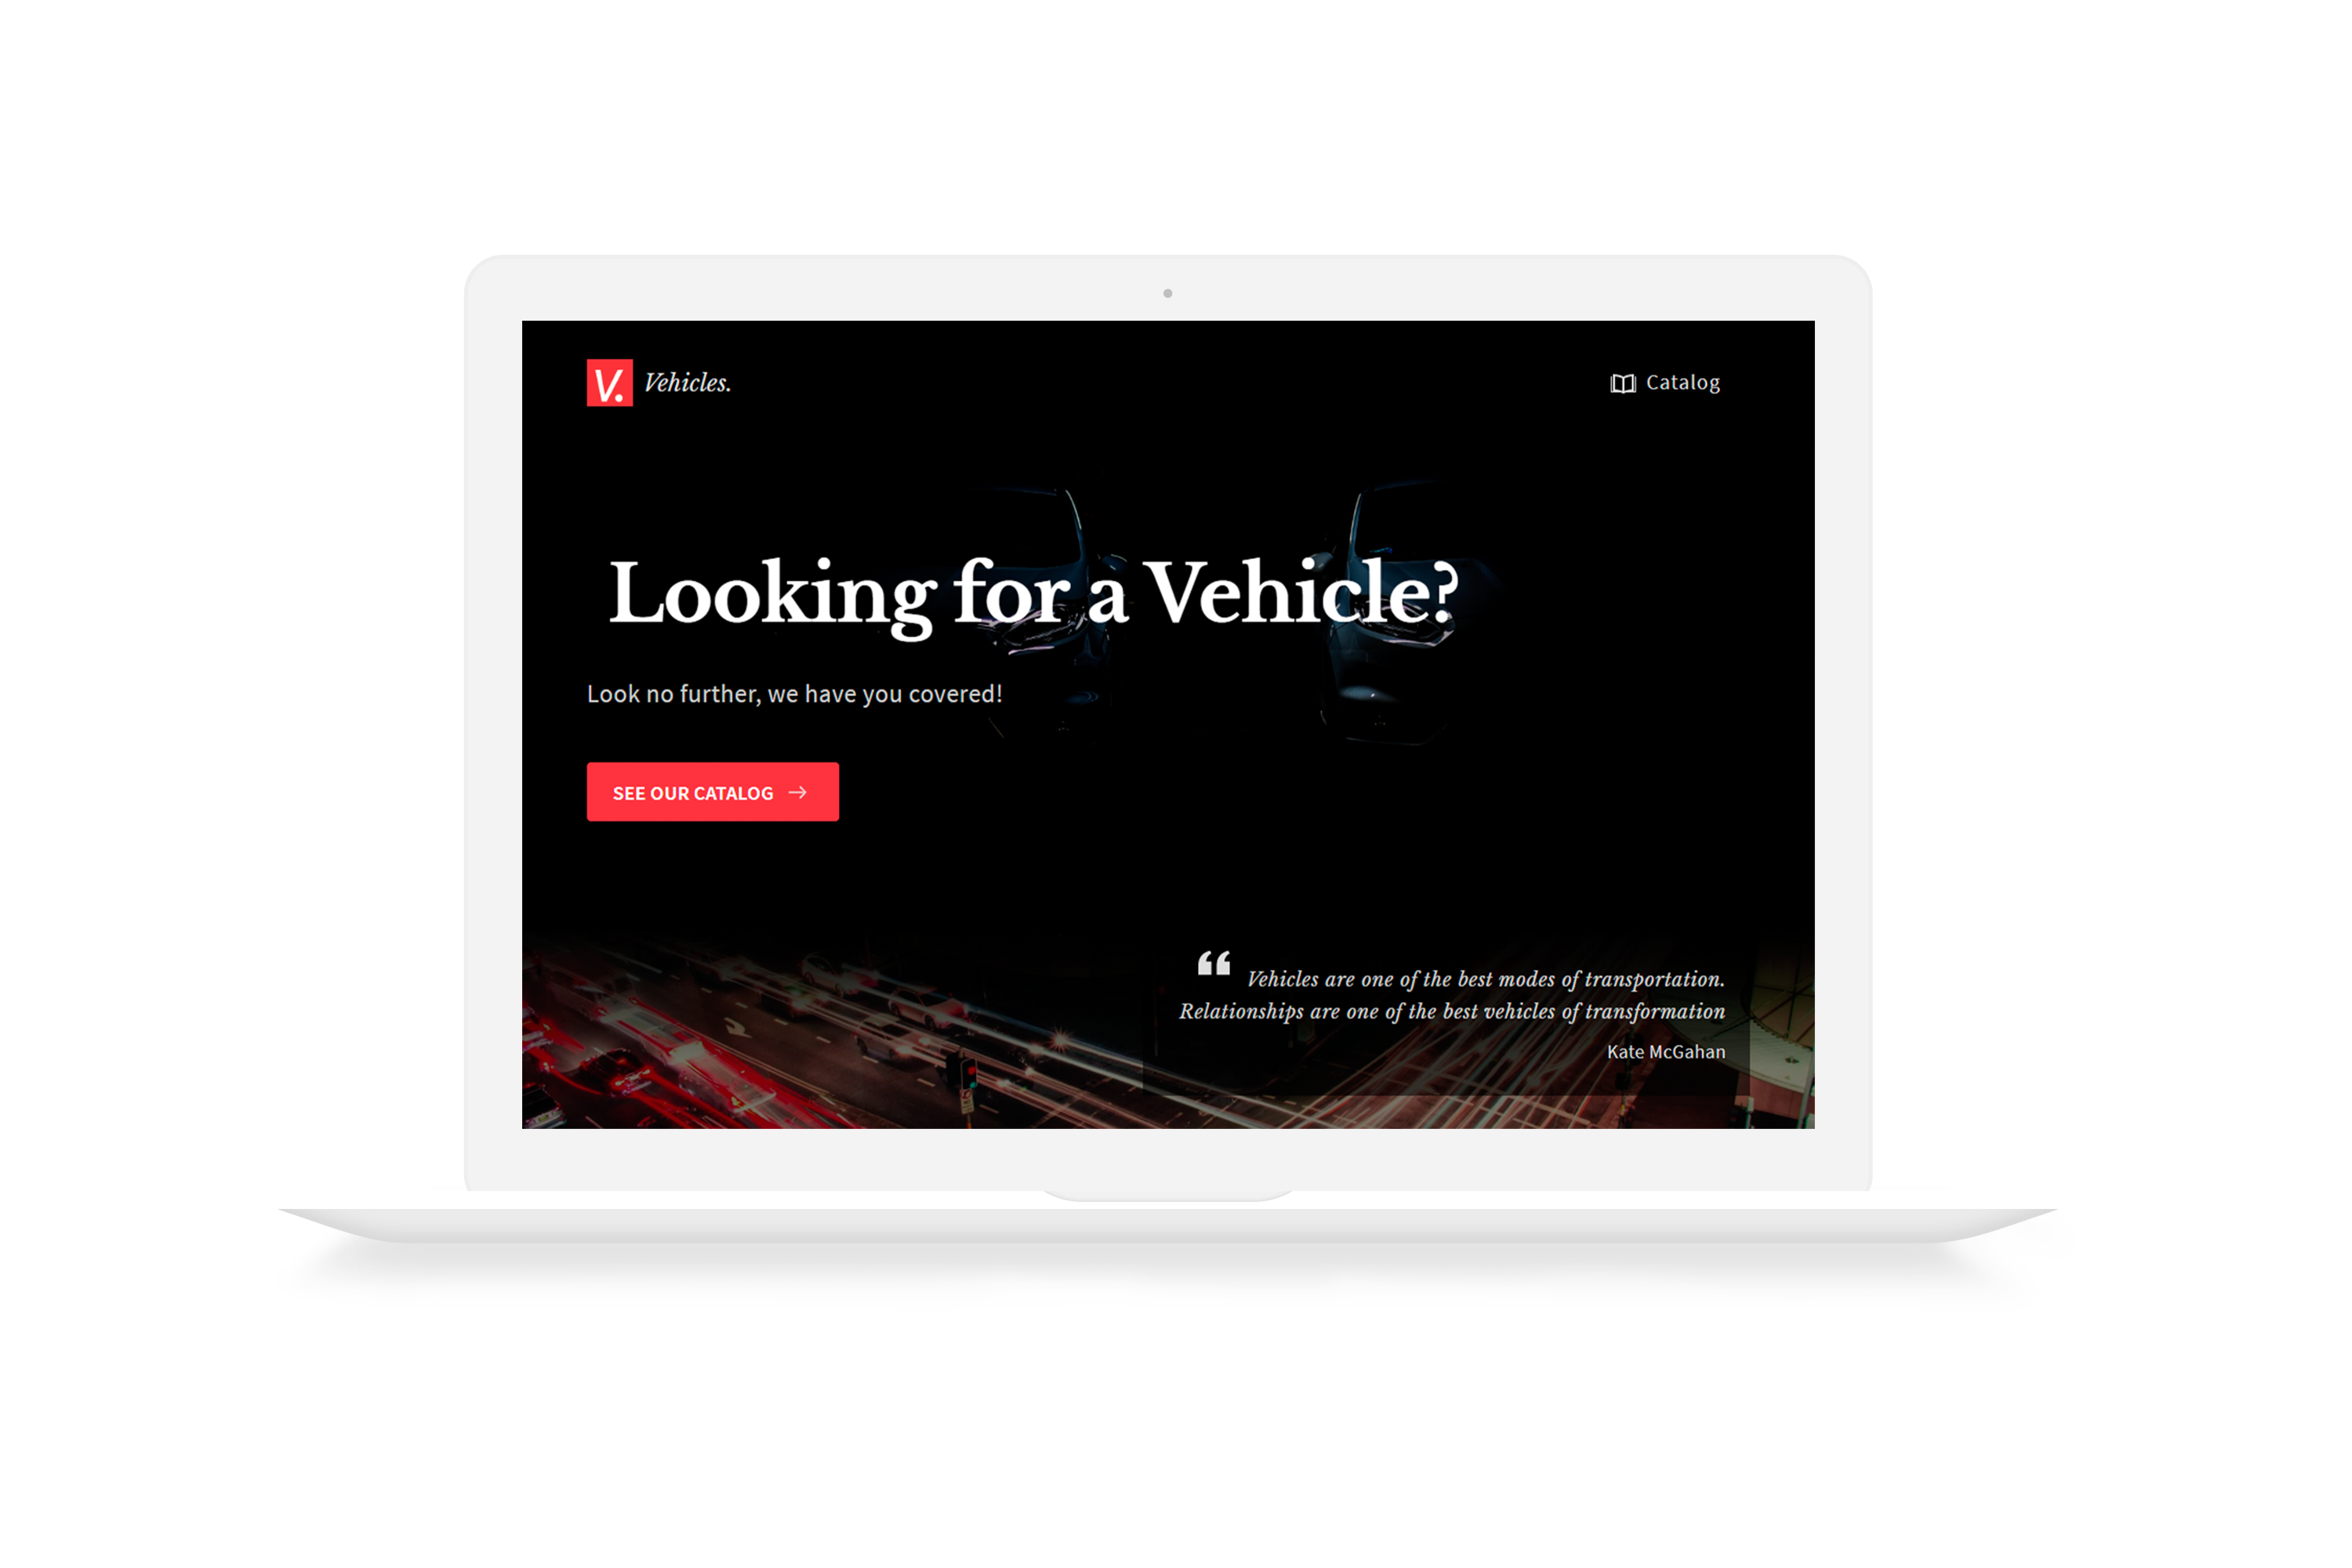 V. Vehicles.
Catalog
Looking for a Vehicle?
Look no further, we have you covered!
SEE OUR CATALOG →
“ Vehicles are one of the best modes of transportation.
Relationships are one of the best vehicles of transformation
Kate McGahan